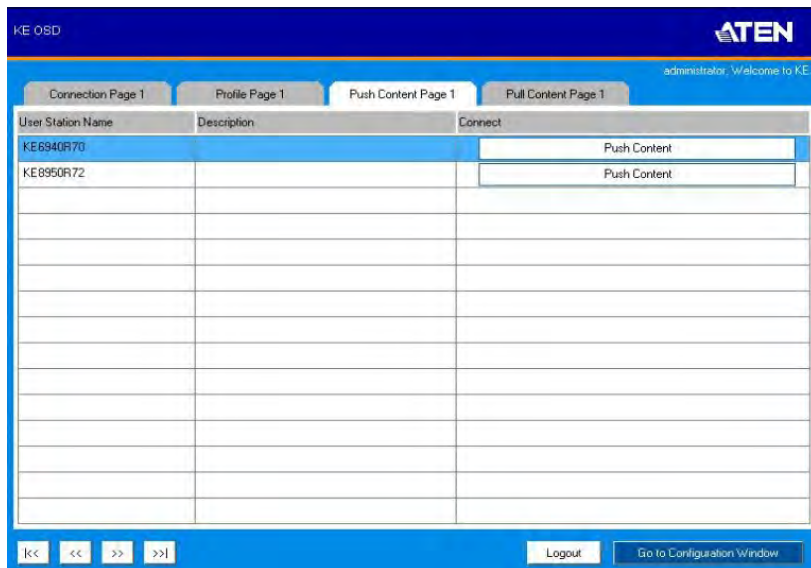 KE OSD
ATEN
administrator, Welcome to KE
Connection Page 1 Profile Page 1 Push Content Page 1 Pull Content Page 1
User Station Name Description Connect
KE6940R70 Push Content
KE8950R72 Push Content
|<< << >> >>| Logout Go to Configuration Window